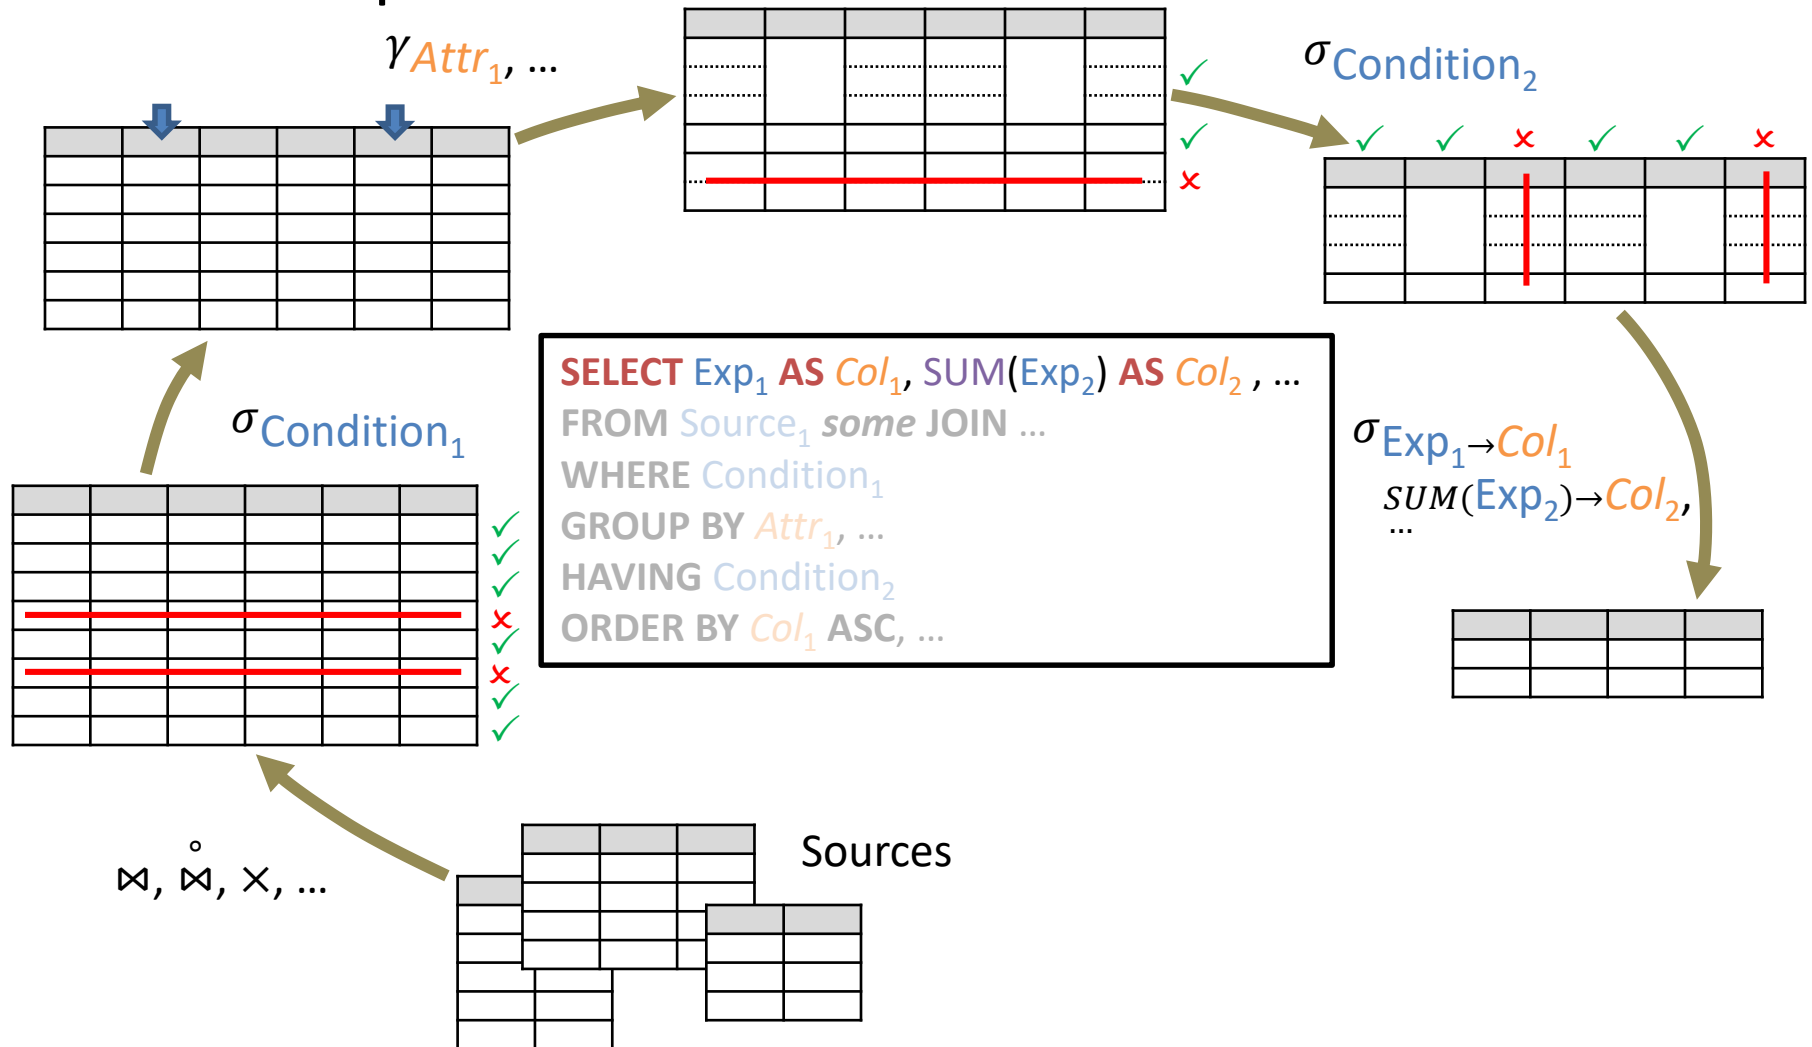 γAttr₁, …
σCondition₂
SELECT Exp₁ AS Col₁, SUM(Exp₂) AS Col₂ , …
FROM Source₁ some JOIN …
WHERE Condition₁
GROUP BY Attr₁, …
HAVING Condition₂
ORDER BY Col₁ ASC, …
σCondition₁
σExp₁→Col₁
SUM(Exp₂)→Col₂,
…
Sources
⋈, ⋈̊, ×, …